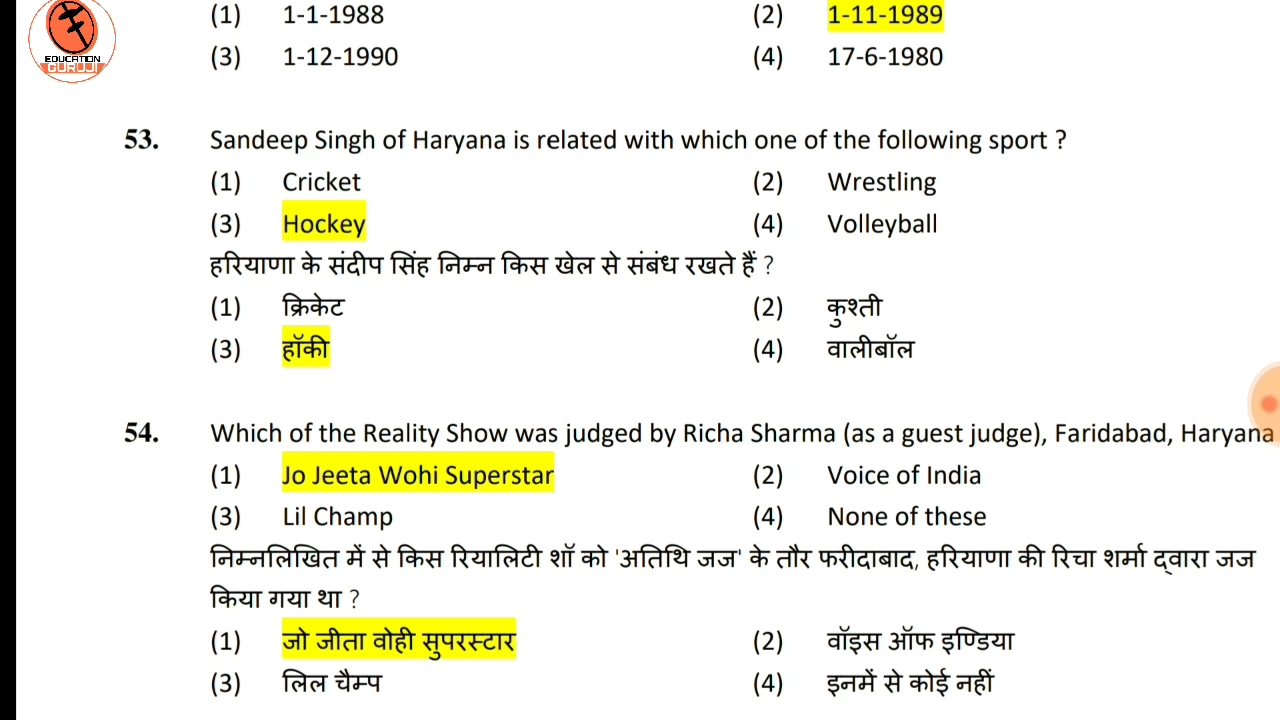 (1) 1-1-1988 (2) 1-11-1989
EDUCATION
GURUJI
(3) 1-12-1990 (4) 17-6-1980
53. Sandeep Singh of Haryana is related with which one of the following sport ?
(1) Cricket (2) Wrestling
(3) Hockey (4) Volleyball
हरियाणा के संदीप सिंह निम्न किस खेल से संबंध रखते हैं ?
(1) क्रिकेट (2) कुश्ती
(3) हॉकी (4) वालीबॉल
54. Which of the Reality Show was judged by Richa Sharma (as a guest judge), Faridabad, Haryana
(1) Jo Jeeta Wohi Superstar (2) Voice of India
(3) Lil Champ (4) None of these
निम्नलिखित में से किस रियालिटी शॉ को 'अतिथि जज' के तौर फरीदाबाद, हरियाणा की रिचा शर्मा द्वारा जज
किया गया था ?
(1) जो जीता वोही सुपरस्टार (2) वॉइस ऑफ इण्डिया
(3) लिल चैम्प (4) इनमें से कोई नहीं